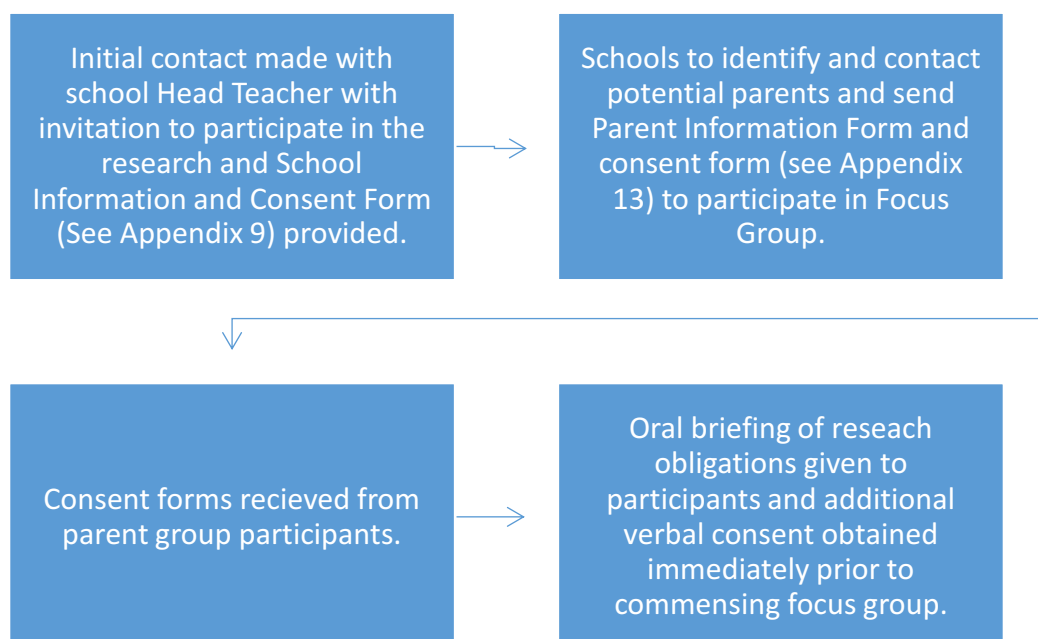 Initial contact made with
school Head Teacher with
invitation to participate in the
research and School
Information and Consent Form
(See Appendix 9) provided.
Schools to identify and contact
potential parents and send
Parent Information Form and
consent form (see Appendix
13) to participate in Focus
Group.
Consent forms recieved from
parent group participants.
Oral briefing of reseach
obligations given to
participants and additional
verbal consent obtained
immediately prior to
commensing focus group.